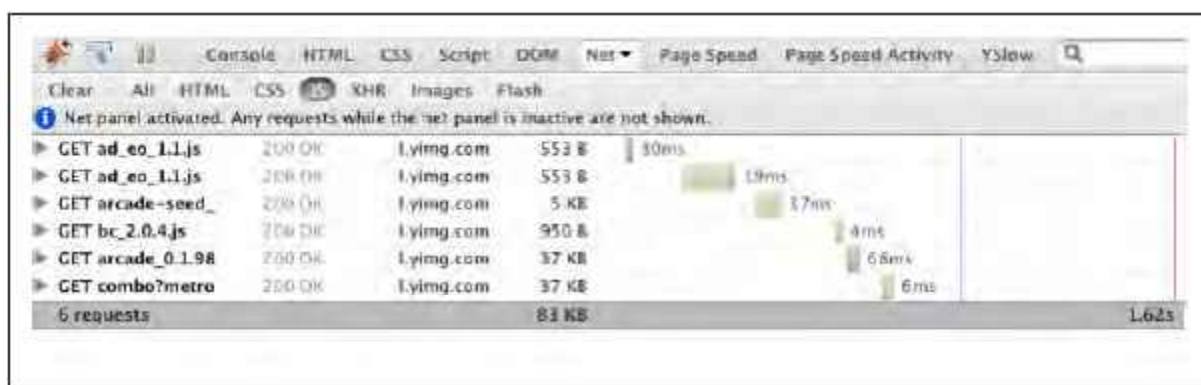 Console HTML CSS Script DOM Net Page Speed Page Speed Activity YSlow
Clear All HTML CSS JS XHR Images Flash
Net panel activated. Any requests while the net panel is inactive are not shown.
GET ad_eo_1.1.js 200 OK l.yimg.com 553 B 30ms
GET ad_eo_1.1.js 200 OK l.yimg.com 553 B 19ms
GET arcade-seed_ 200 OK l.yimg.com 5 KB 17ms
GET bc_2.0.4.js 200 OK l.yimg.com 950 B 4ms
GET arcade_0.1.98 200 OK l.yimg.com 37 KB 68ms
GET combo?metro 200 OK l.yimg.com 37 KB 6ms
6 requests 83 KB 1.62s